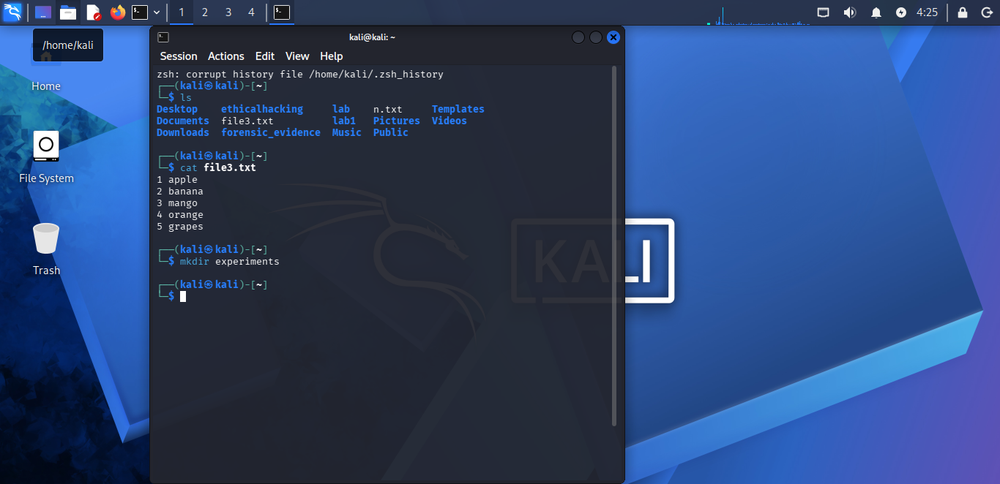 1 2 3 4 4:25
/home/kali
Home
File System
Trash
kali@kali: ~
Session Actions Edit View Help
zsh: corrupt history file /home/kali/.zsh_history
┌──(kali㉿kali)-[~]
└─$ ls
Desktop ethicalhacking lab n.txt Templates
Documents file3.txt lab1 Pictures Videos
Downloads forensic_evidence Music Public
┌──(kali㉿kali)-[~]
└─$ cat file3.txt
1 apple
2 banana
3 mango
4 orange
5 grapes
┌──(kali㉿kali)-[~]
└─$ mkdir experiments
┌──(kali㉿kali)-[~]
└─$
KALI